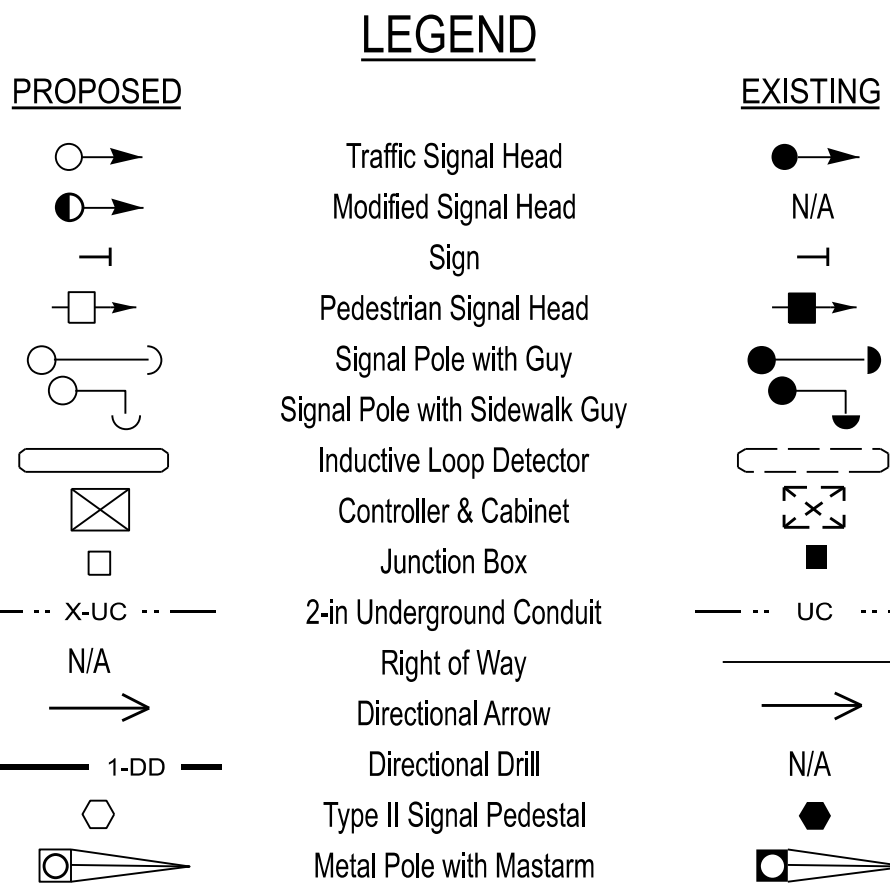 LEGEND
PROPOSED EXISTING
Traffic Signal Head
Modified Signal Head N/A
Sign
Pedestrian Signal Head
Signal Pole with Guy
Signal Pole with Sidewalk Guy
Inductive Loop Detector
Controller & Cabinet
Junction Box
X-UC 2-in Underground Conduit UC
N/A Right of Way
Directional Arrow
1-DD Directional Drill N/A
Type II Signal Pedestal
Metal Pole with Mastarm